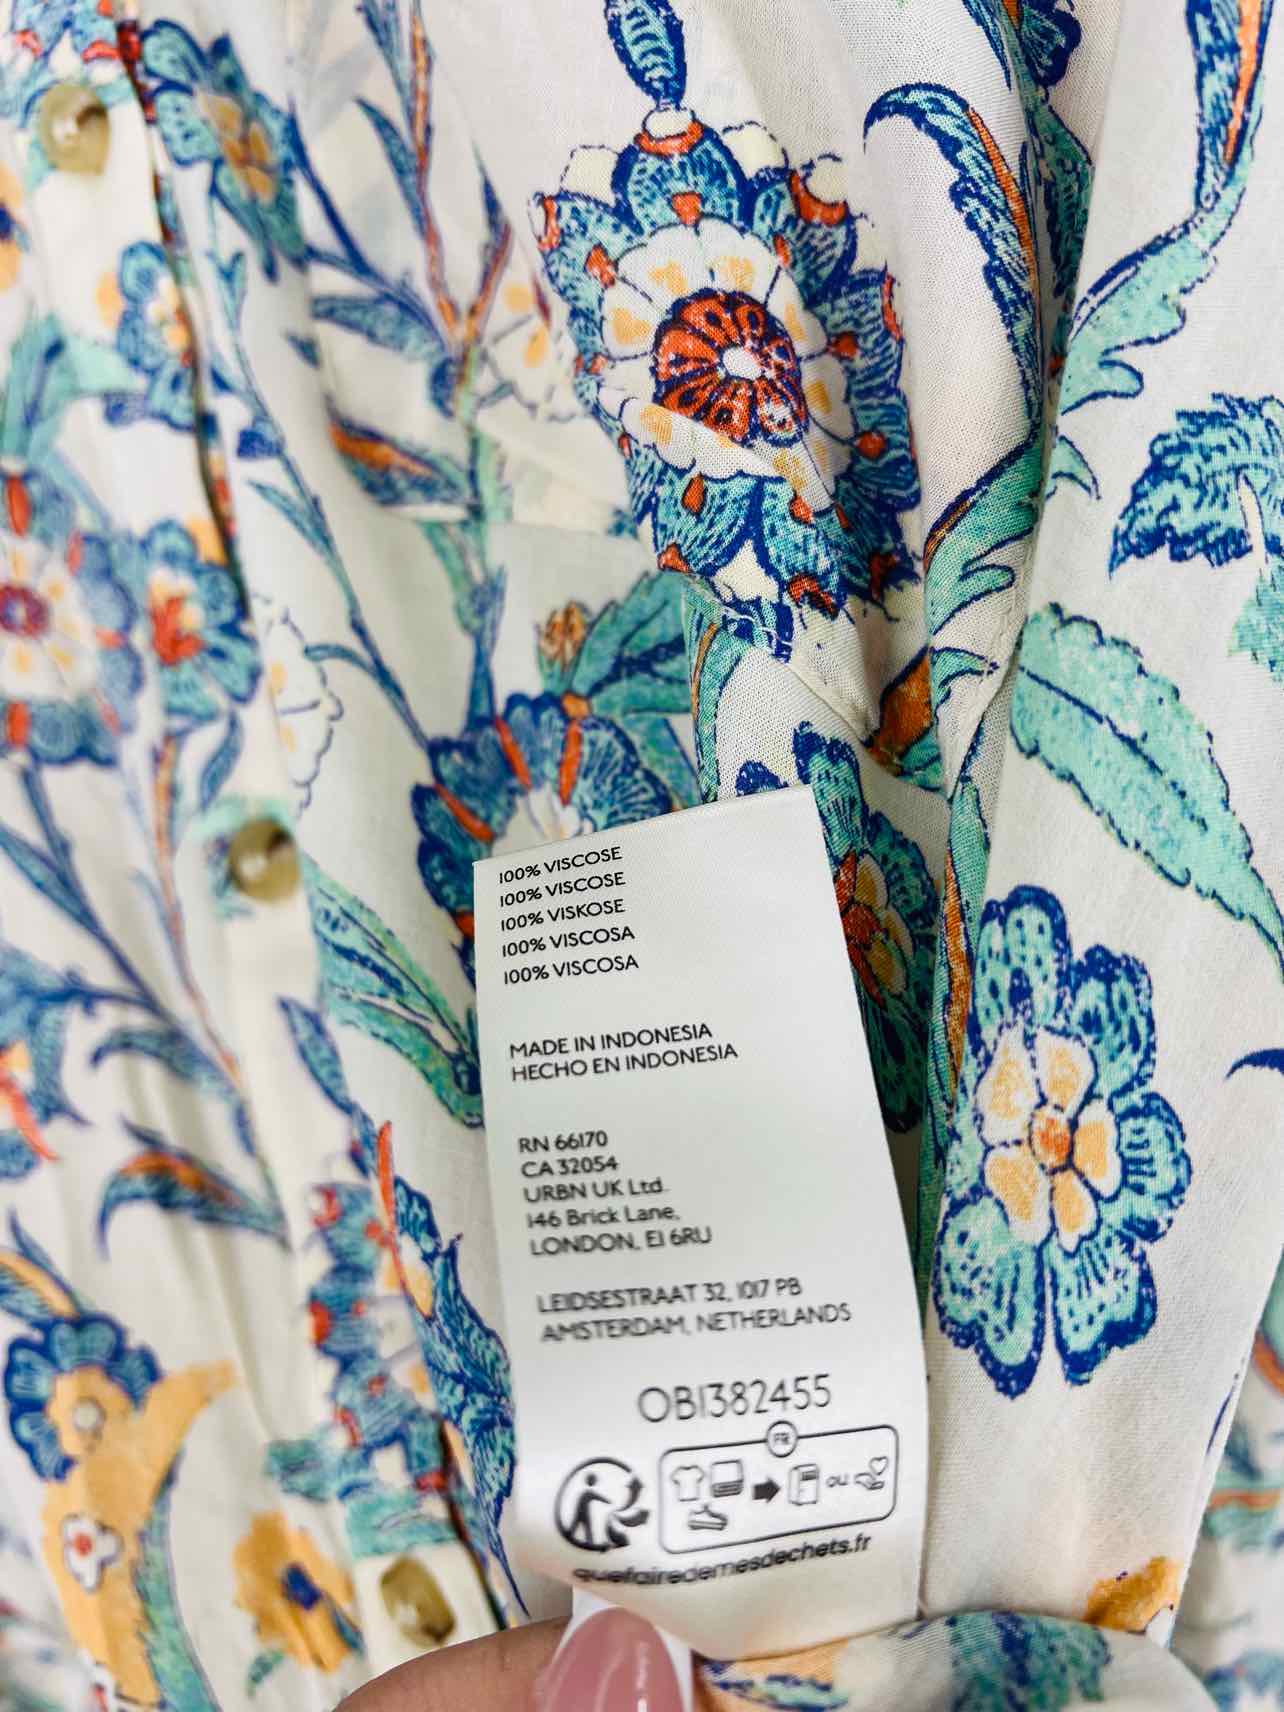 100% VISCOSE
100% VISCOSE
100% VISKOSE
100% VISCOSA
100% VISCOSA
MADE IN INDONESIA
HECHO EN INDONESIA
RN 66170
CA 32054
URBN UK Ltd.
146 Brick Lane,
LONDON, E1 6RU
LEIDSESTRAAT 32, 1017 PB
AMSTERDAM, NETHERLANDS
OB1382455
FR
OU
quefairedemesdechets.fr